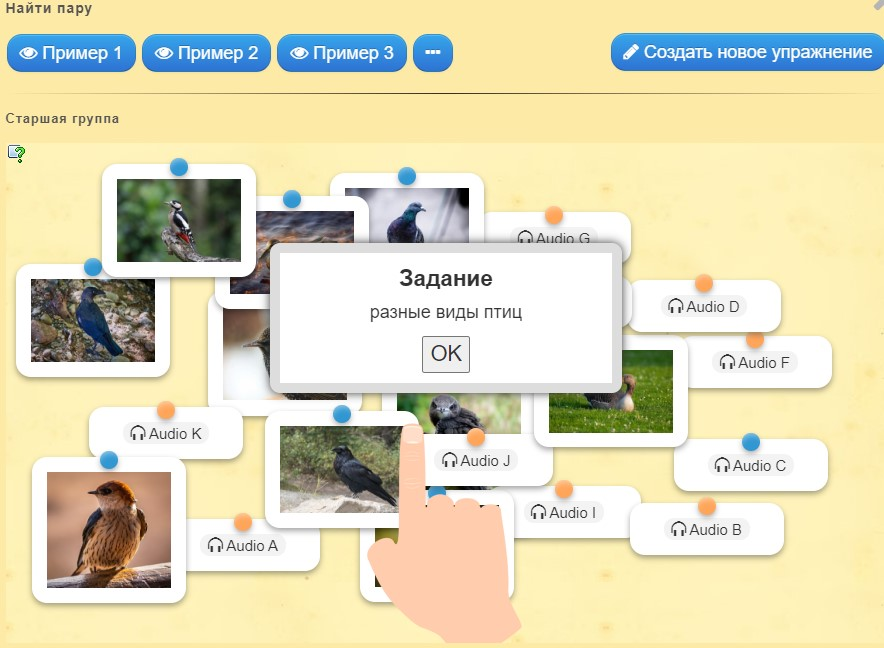 Найти пару
Пример 1
Пример 2
Пример 3
Создать новое упражнение
Старшая группа
Audio G
Задание
разные виды птиц
OK
Audio D
Audio F
Audio K
Audio J
Audio C
Audio I
Audio B
Audio A